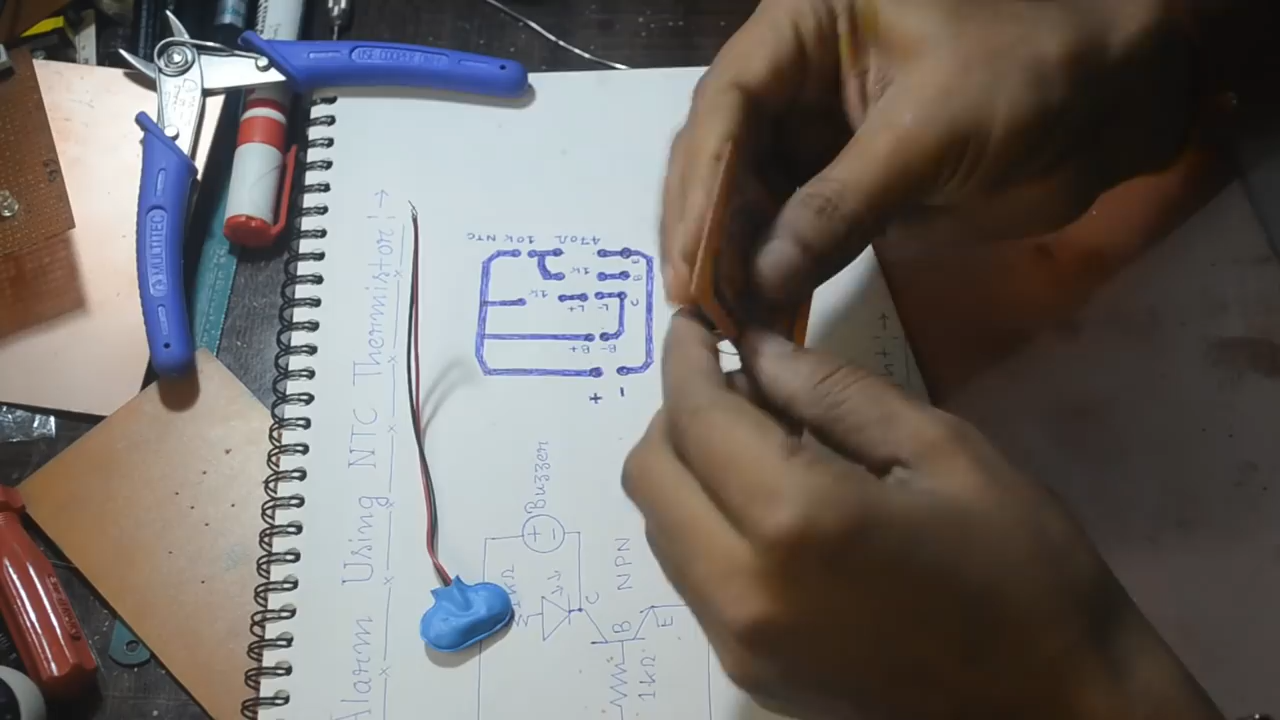 Alarm Using NTC Thermistor:→
10K NTC
470Ω
1K
1K
E
B
C
L+
L-
B+
B-
+
-
Buzzer
+
-
1KΩ
C
B
E
NPN
1KΩ
MULTITEC